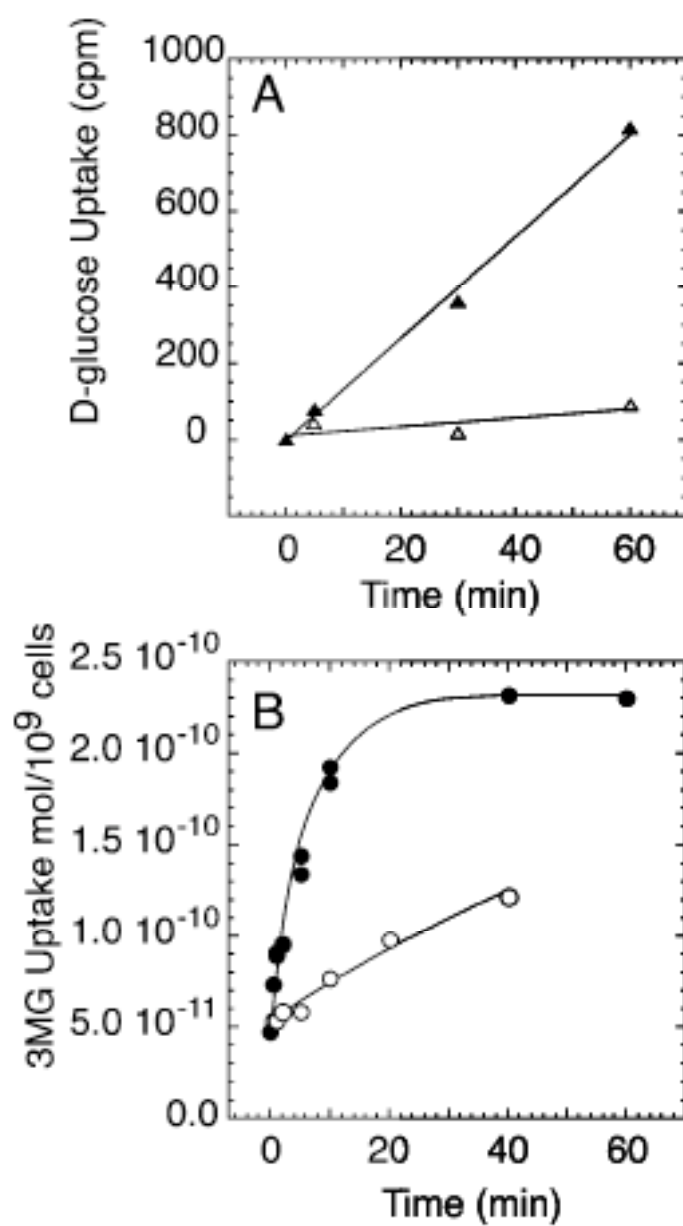 A
D-glucose Uptake (cpm)
1000
800
600
400
200
0
0 20 40 60
Time (min)
B
3MG Uptake mol/10⁹ cells
2.5 10⁻¹⁰
2.0 10⁻¹⁰
1.5 10⁻¹⁰
1.0 10⁻¹⁰
5.0 10⁻¹¹
0.0
0 20 40 60
Time (min)